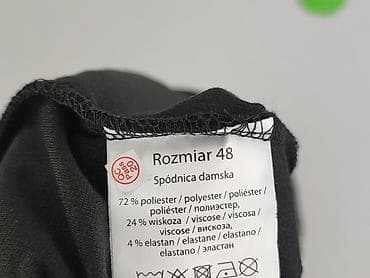 Rozmiar 48
Spódnica damska
72 % poliester / polyester / poliéster /
poliéster / полиэстер,
24 % wiskoza / viscose / viscosa /
viscose / вискоза,
4 % elastan / elastane / elastano /
elastano / эластан